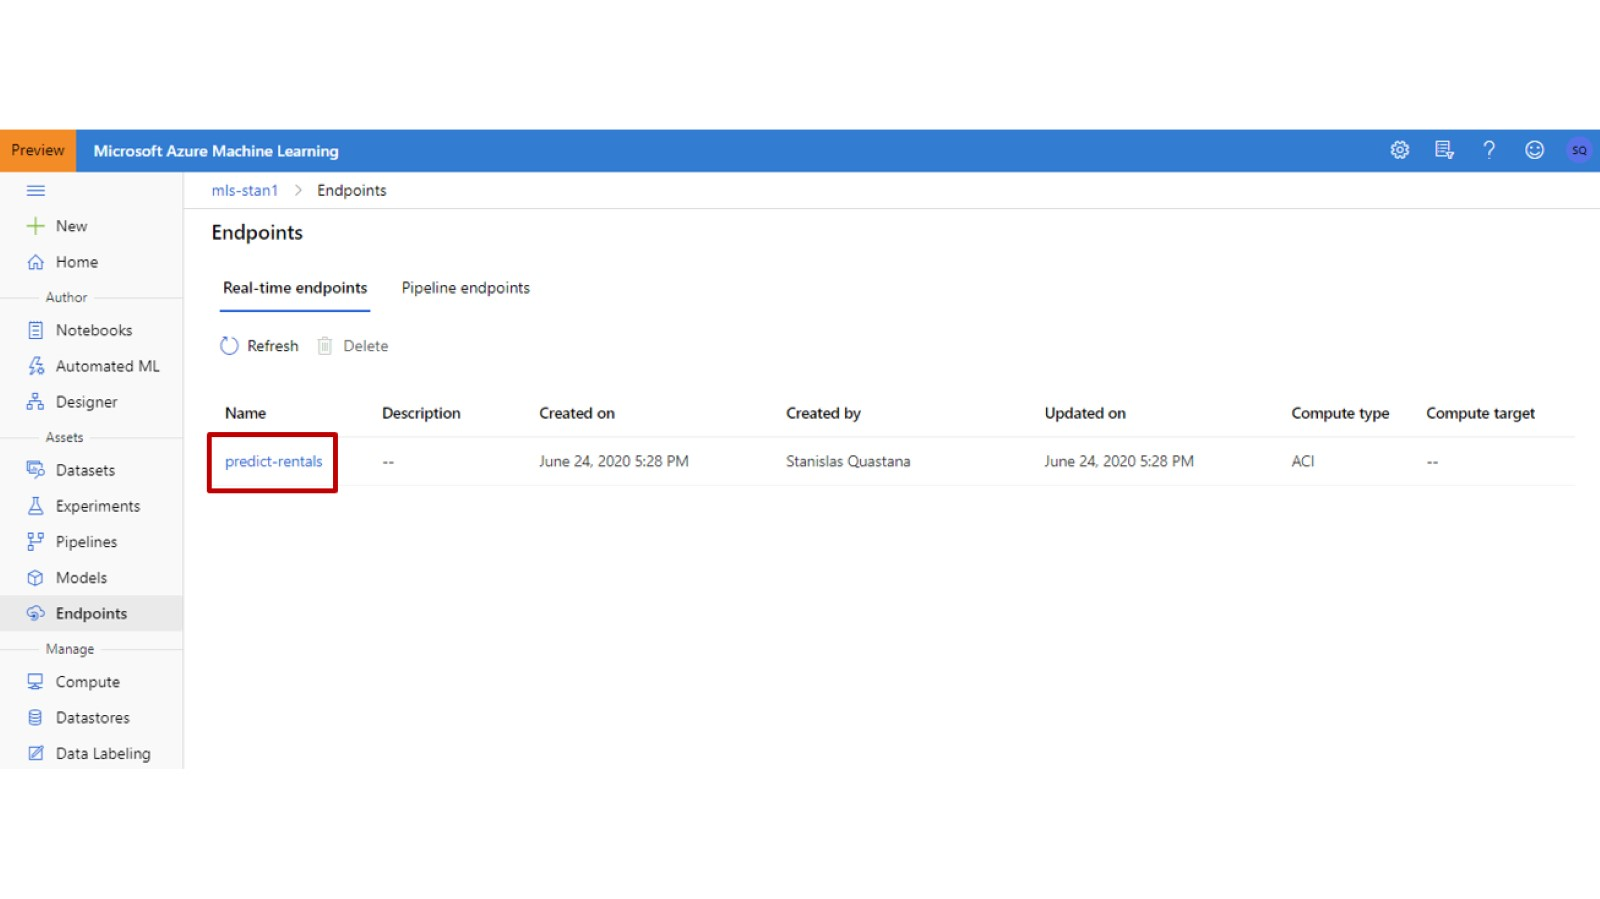 Preview
Microsoft Azure Machine Learning
SQ
mls-stan1 > Endpoints
New
Home
Author
Notebooks
Automated ML
Designer
Assets
Datasets
Experiments
Pipelines
Models
Endpoints
Manage
Compute
Datastores
Data Labeling
Endpoints
Real-time endpoints Pipeline endpoints
Refresh Delete
Name Description Created on Created by Updated on Compute type Compute target
predict-rentals -- June 24, 2020 5:28 PM Stanislas Quastana June 24, 2020 5:28 PM ACI --